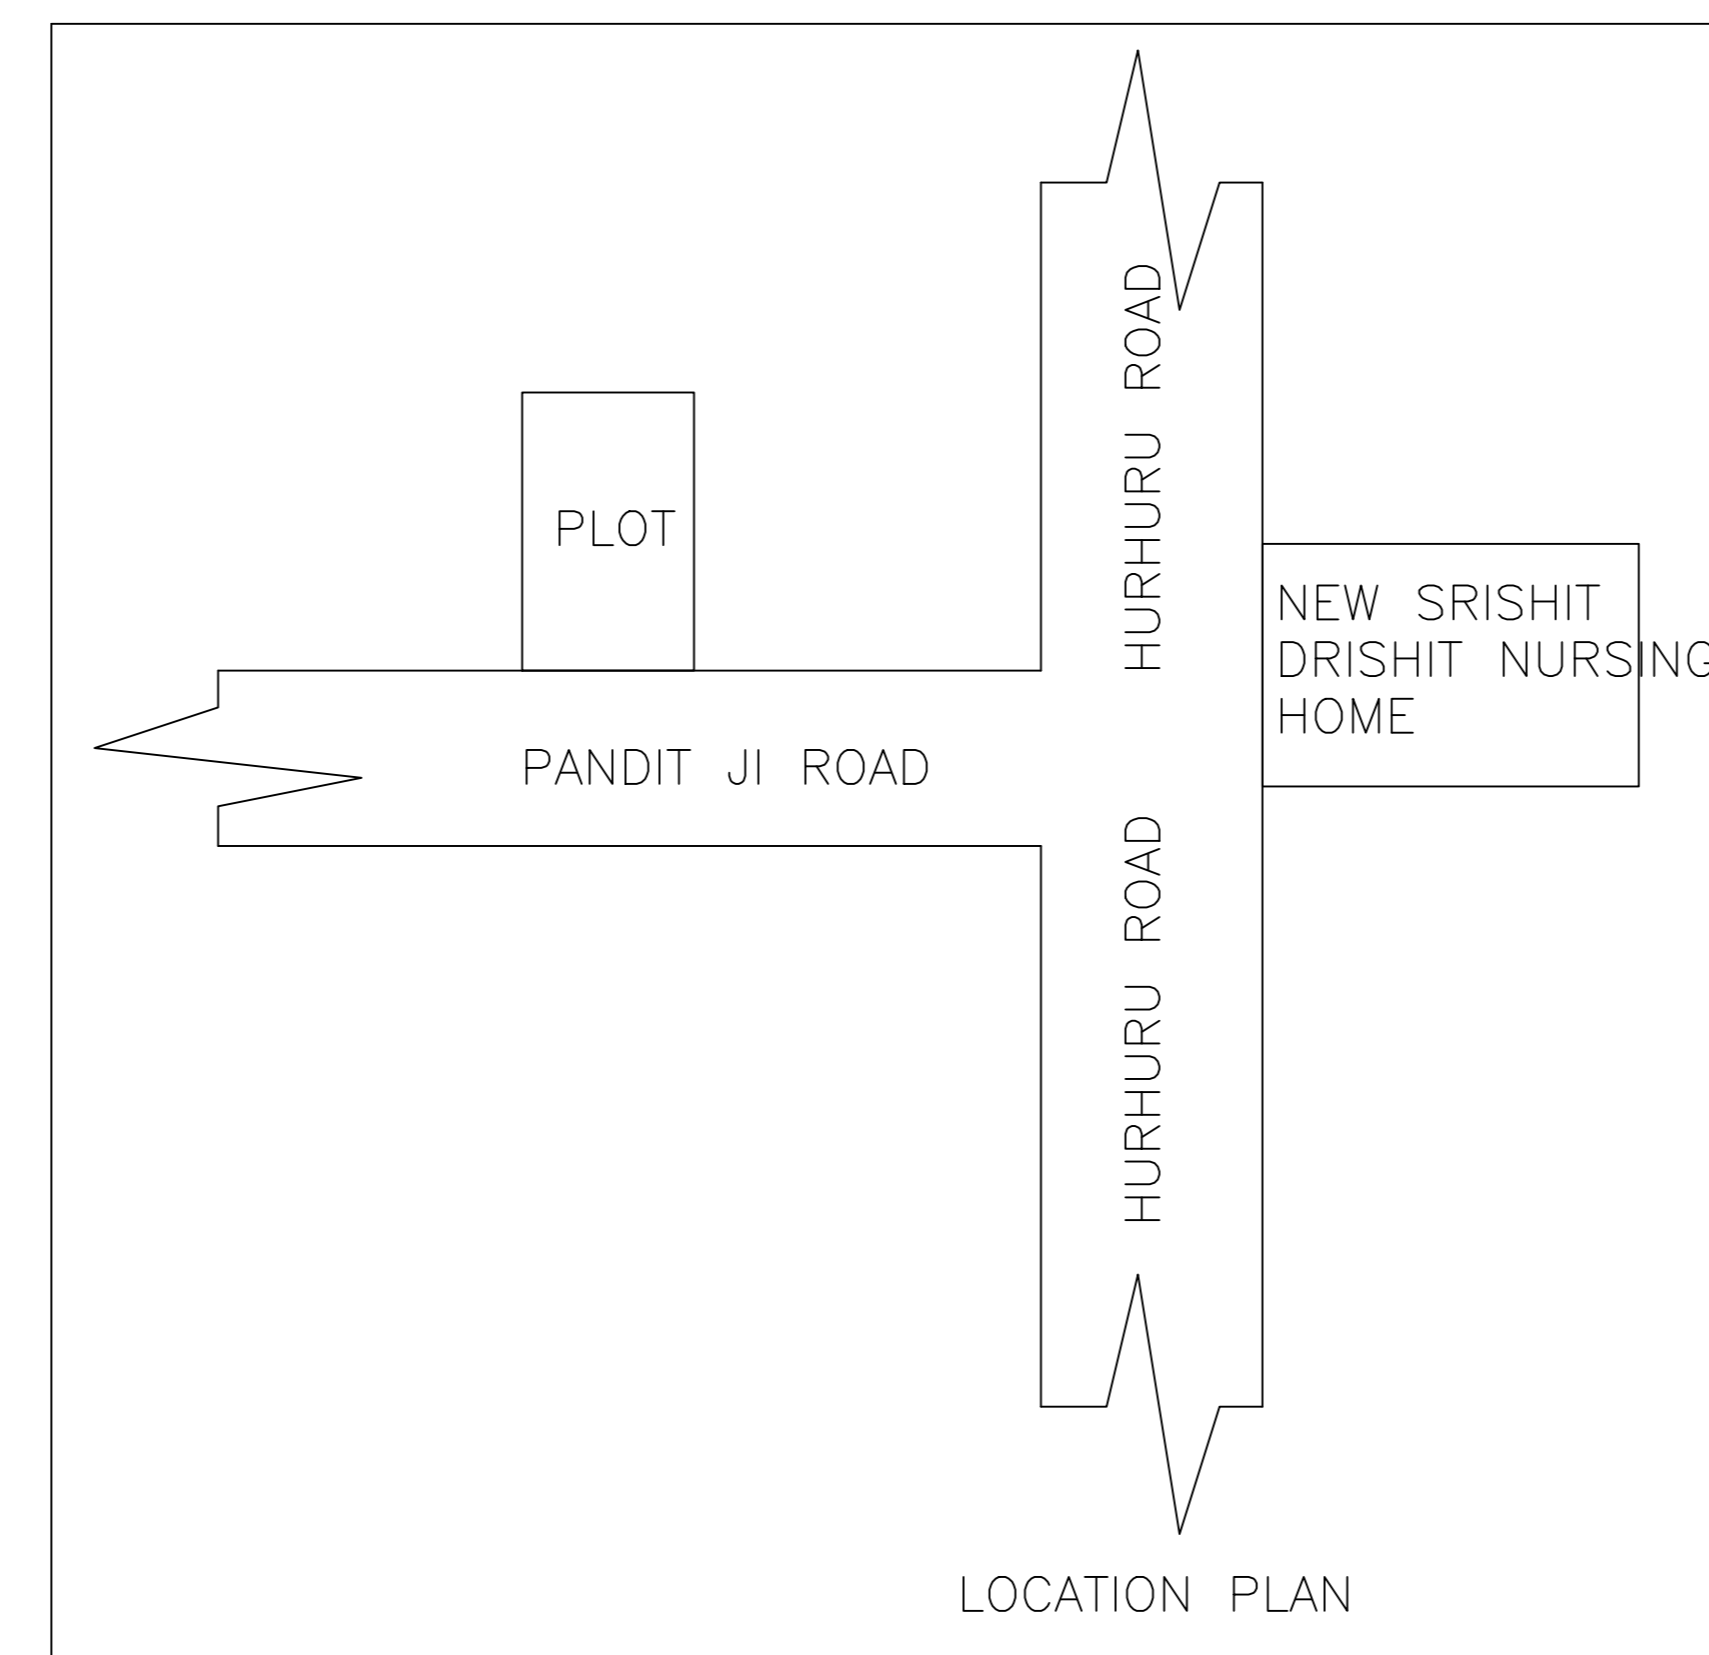 HURHURU ROAD
PLOT
NEW SRISHIT
DRISHIT NURSING
HOME
PANDIT JI ROAD
HURHURU ROAD
LOCATION PLAN